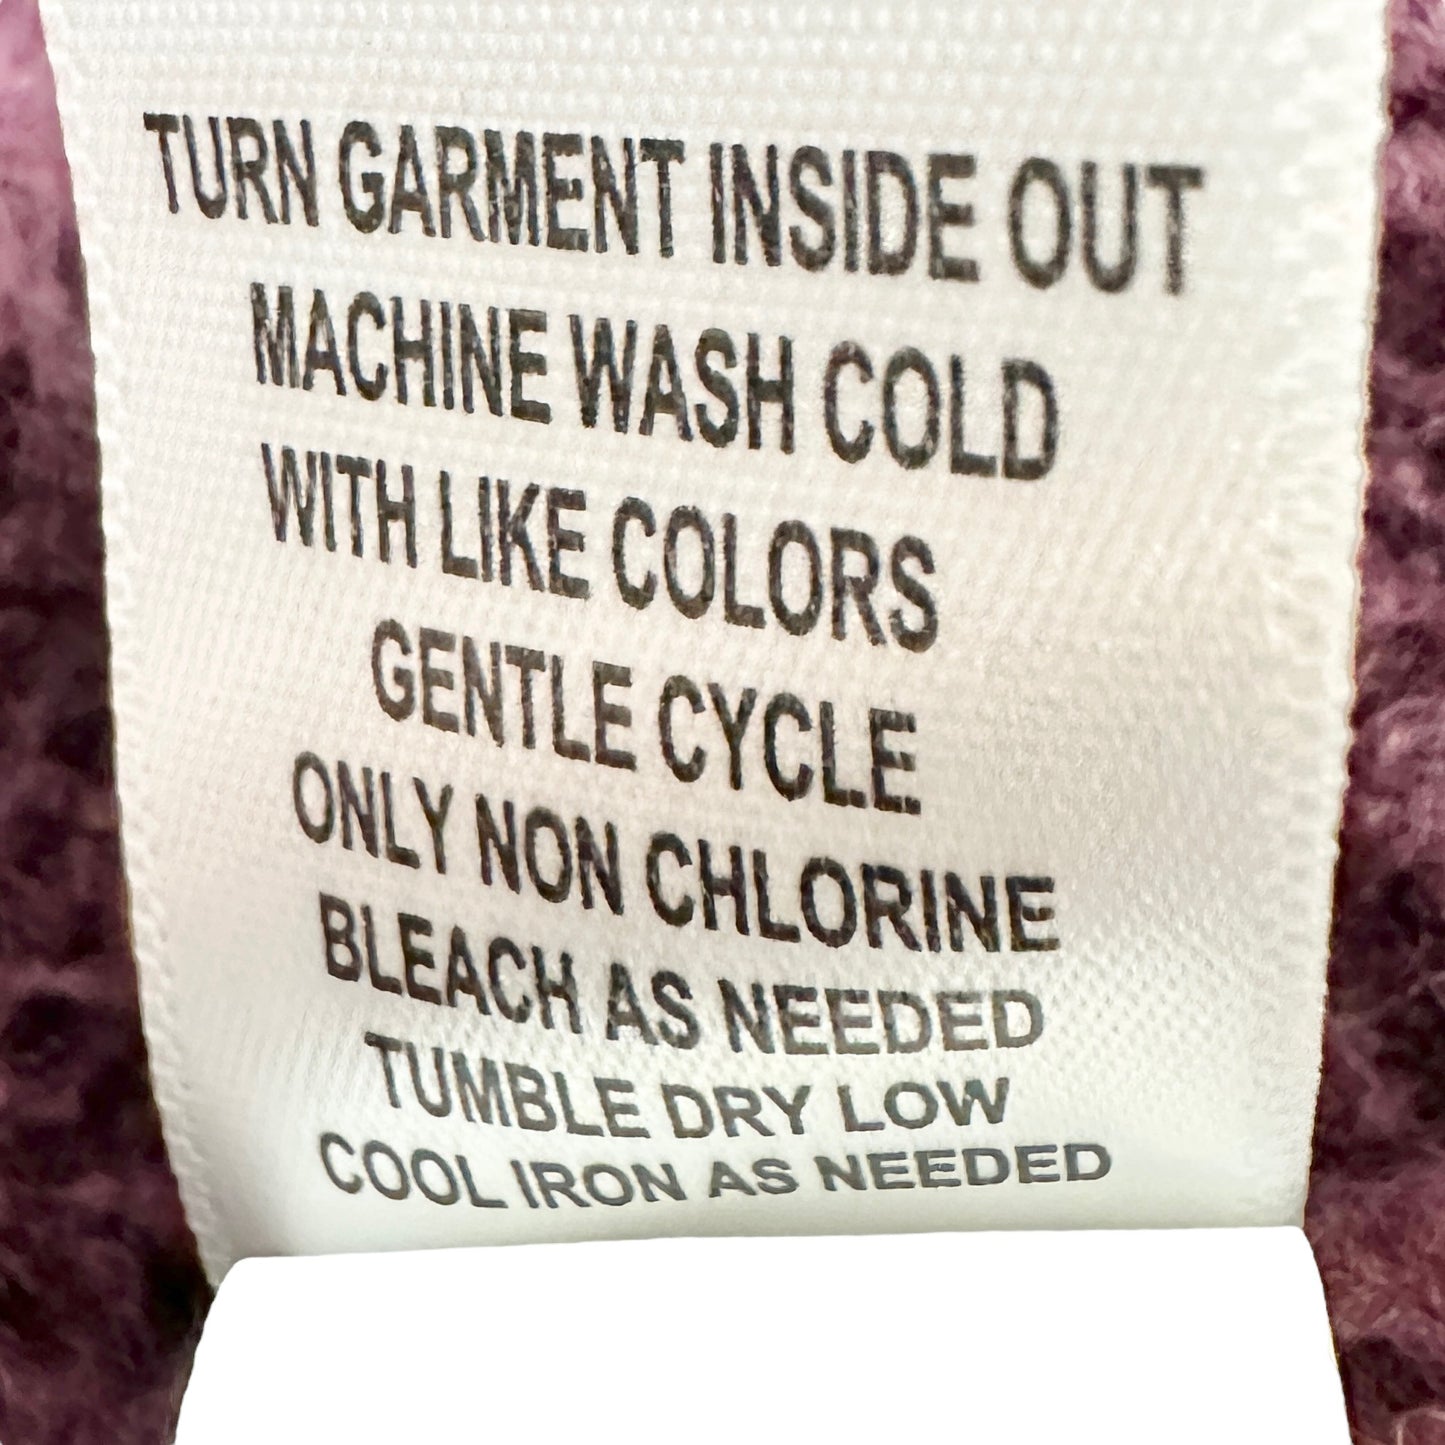 TURN GARMENT INSIDE OUT
MACHINE WASH COLD
WITH LIKE COLORS
GENTLE CYCLE
ONLY NON CHLORINE
BLEACH AS NEEDED
TUMBLE DRY LOW
COOL IRON AS NEEDED